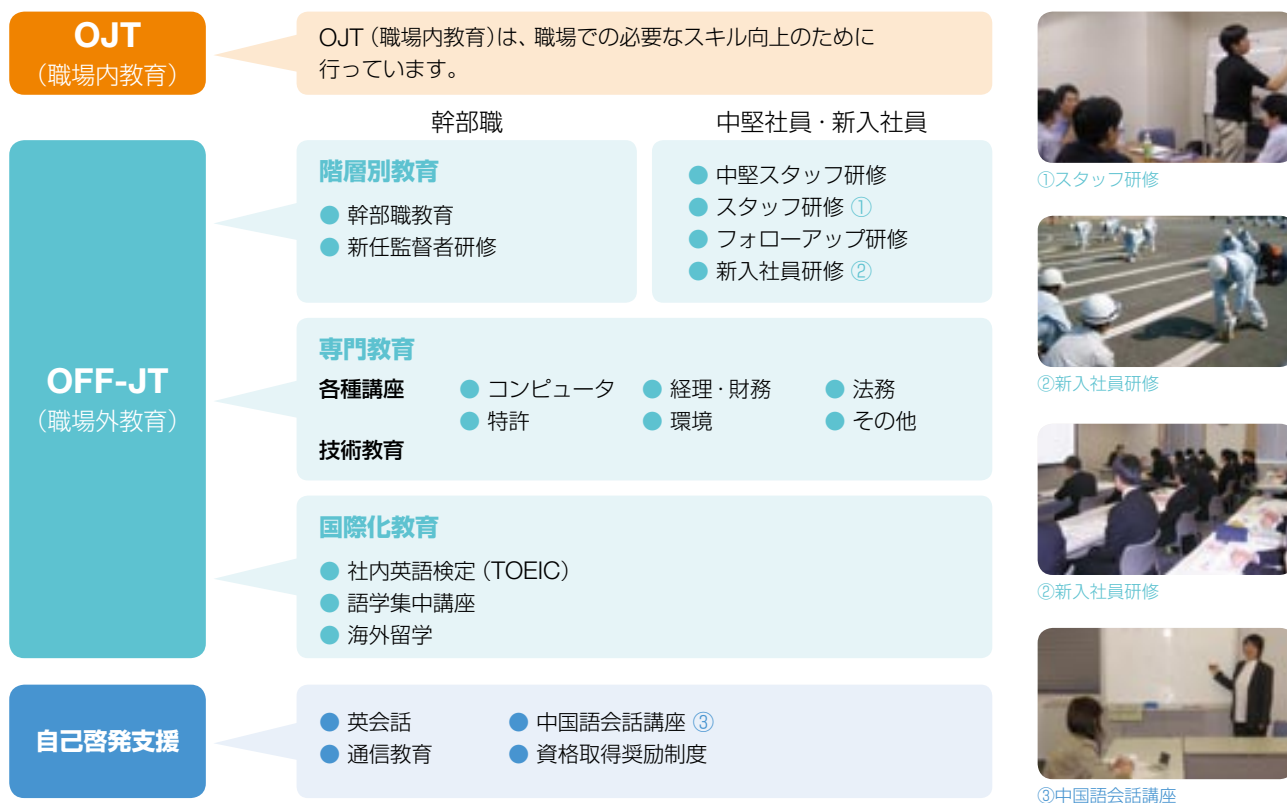 OJT
（職場内教育）
OJT（職場内教育）は、職場での必要なスキル向上のために
行っています。
幹部職
中堅社員・新入社員
OFF-JT
（職場外教育）
階層別教育
● 幹部職教育
● 新任監督者研修
● 中堅スタッフ研修
● スタッフ研修 ①
● フォローアップ研修
● 新入社員研修 ②
専門教育
各種講座 ● コンピュータ ● 経理・財務 ● 法務
● 特許 ● 環境 ● その他
技術教育
国際化教育
● 社内英語検定（TOEIC）
● 語学集中講座
● 海外留学
自己啓発支援
● 英会話 ● 中国語会話講座 ③
● 通信教育 ● 資格取得奨励制度
①スタッフ研修
②新入社員研修
②新入社員研修
③中国語会話講座